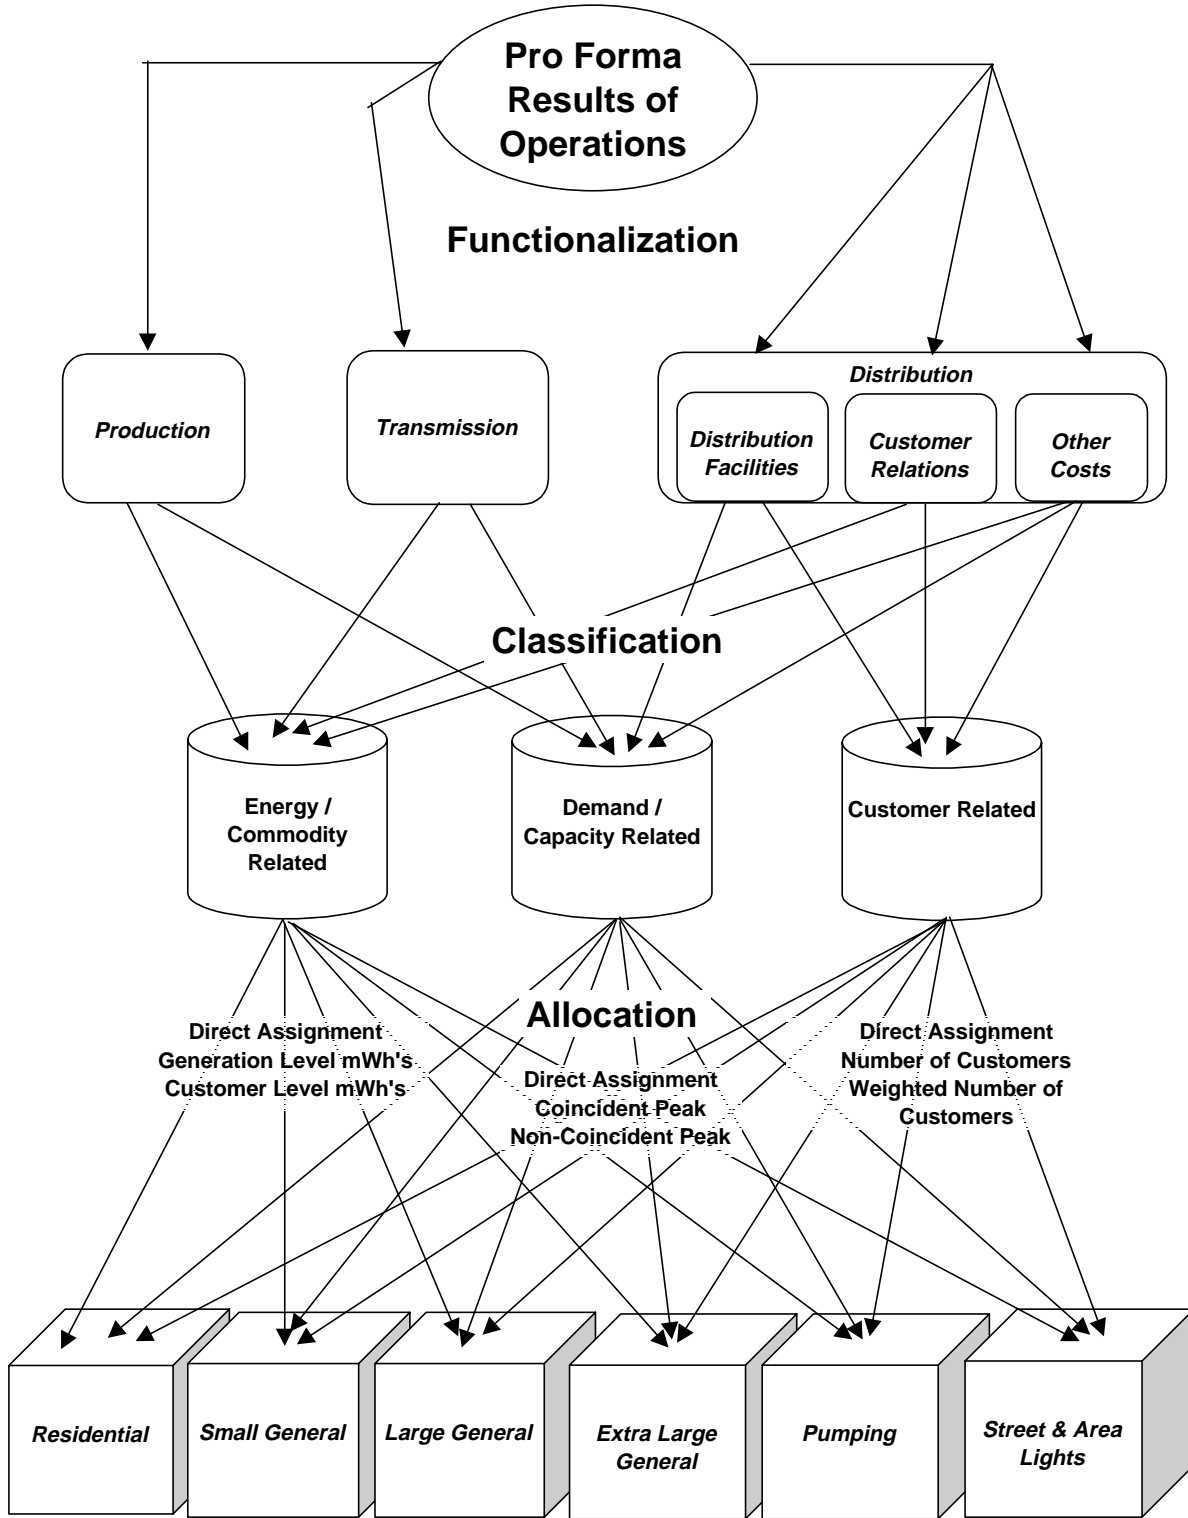 Pro Forma
Results of
Operations
Functionalization
Production
Transmission
Distribution
Distribution
Facilities
Customer
Relations
Other
Costs
Classification
Energy /
Commodity
Related
Demand /
Capacity Related
Customer Related
Allocation
Direct Assignment
Generation Level mWh's
Customer Level mWh's
Direct Assignment
Coincident Peak
Non-Coincident Peak
Direct Assignment
Number of Customers
Weighted Number of
Customers
Residential
Small General
Large General
Extra Large
General
Pumping
Street & Area
Lights